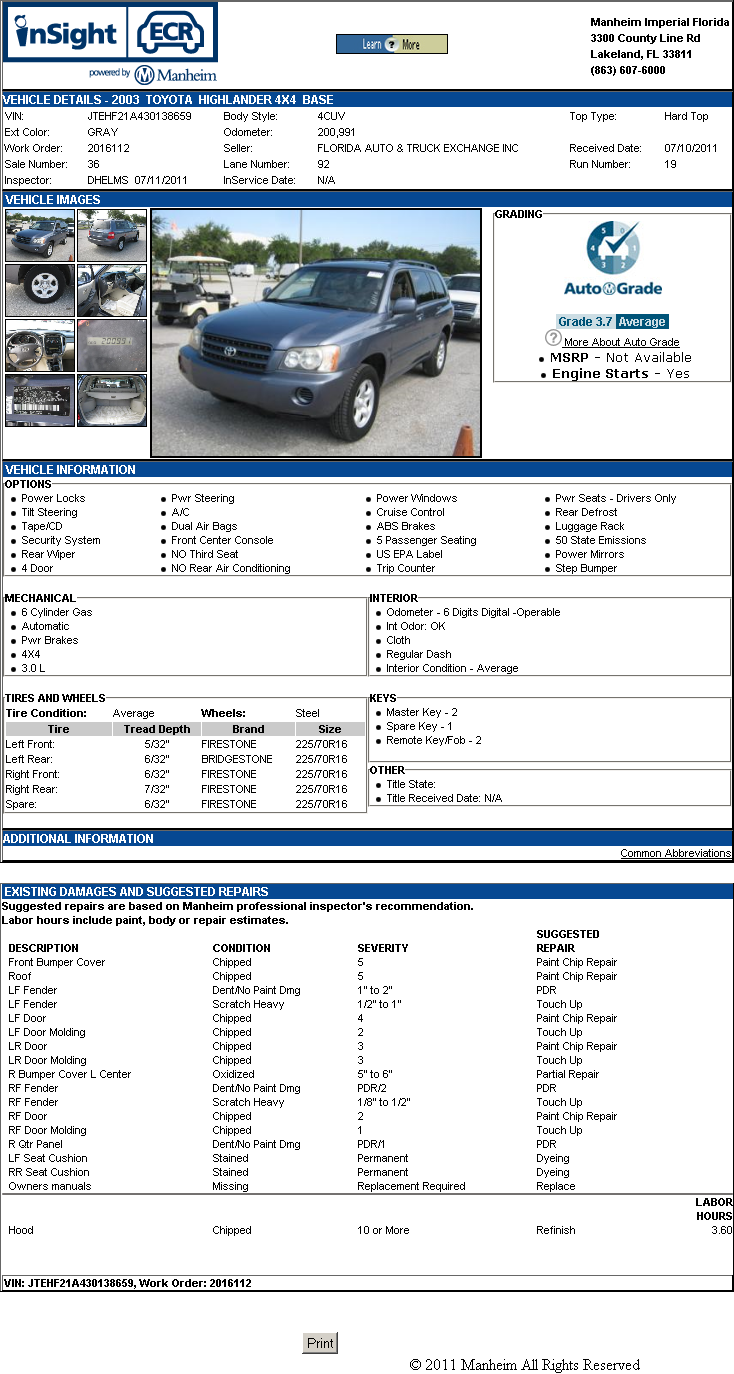 inSight ECR
powered by Manheim
Learn ? More
Manheim Imperial Florida
3300 County Line Rd
Lakeland, FL 33811
(863) 607-6000
VEHICLE DETAILS - 2003 TOYOTA HIGHLANDER 4X4 BASE
VIN: JTEHF21A430138659 Body Style: 4CUV Top Type: Hard Top
Ext Color: GRAY Odometer: 200,991
Work Order: 2016112 Seller: FLORIDA AUTO & TRUCK EXCHANGE INC Received Date: 07/10/2011
Sale Number: 36 Lane Number: 92 Run Number: 19
Inspector: DHELMS 07/11/2011 InService Date: N/A
VEHICLE IMAGES
GRADING
5 0 4 1 3 2
AutoGrade
Grade 3.7 Average
? More About Auto Grade
• MSRP - Not Available
• Engine Starts - Yes
200991
VEHICLE INFORMATION
OPTIONS
• Power Locks • Pwr Steering • Power Windows • Pwr Seats - Drivers Only
• Tilt Steering • A/C • Cruise Control • Rear Defrost
• Tape/CD • Dual Air Bags • ABS Brakes • Luggage Rack
• Security System • Front Center Console • 5 Passenger Seating • 50 State Emissions
• Rear Wiper • NO Third Seat • US EPA Label • Power Mirrors
• 4 Door • NO Rear Air Conditioning • Trip Counter • Step Bumper
MECHANICAL
• 6 Cylinder Gas
• Automatic
• Pwr Brakes
• 4X4
• 3.0 L
INTERIOR
• Odometer - 6 Digits Digital -Operable
• Int Odor: OK
• Cloth
• Regular Dash
• Interior Condition - Average
TIRES AND WHEELS
Tire Condition: Average Wheels: Steel
Tire Tread Depth Brand Size
Left Front: 5/32" FIRESTONE 225/70R16
Left Rear: 6/32" BRIDGESTONE 225/70R16
Right Front: 6/32" FIRESTONE 225/70R16
Right Rear: 7/32" FIRESTONE 225/70R16
Spare: 6/32" FIRESTONE 225/70R16
KEYS
• Master Key - 2
• Spare Key - 1
• Remote Key/Fob - 2
OTHER
• Title State:
• Title Received Date: N/A
ADDITIONAL INFORMATION
Common Abbreviations
EXISTING DAMAGES AND SUGGESTED REPAIRS
Suggested repairs are based on Manheim professional inspector's recommendation.
Labor hours include paint, body or repair estimates.
DESCRIPTION CONDITION SEVERITY SUGGESTED REPAIR
Front Bumper Cover Chipped 5 Paint Chip Repair
Roof Chipped 5 Paint Chip Repair
LF Fender Dent/No Paint Dmg 1" to 2" PDR
LF Fender Scratch Heavy 1/2" to 1" Touch Up
LF Door Chipped 4 Paint Chip Repair
LF Door Molding Chipped 2 Touch Up
LR Door Chipped 3 Paint Chip Repair
LR Door Molding Chipped 3 Touch Up
R Bumper Cover L Center Oxidized 5" to 6" Partial Repair
RF Fender Dent/No Paint Dmg PDR/2 PDR
RF Fender Scratch Heavy 1/8" to 1/2" Touch Up
RF Door Chipped 2 Paint Chip Repair
RF Door Molding Chipped 1 Touch Up
R Qtr Panel Dent/No Paint Dmg PDR/1 PDR
LF Seat Cushion Stained Permanent Dyeing
RR Seat Cushion Stained Permanent Dyeing
Owners manuals Missing Replacement Required Replace
LABOR HOURS
Hood Chipped 10 or More Refinish 3.60
VIN: JTEHF21A430138659, Work Order: 2016112
Print
© 2011 Manheim All Rights Reserved